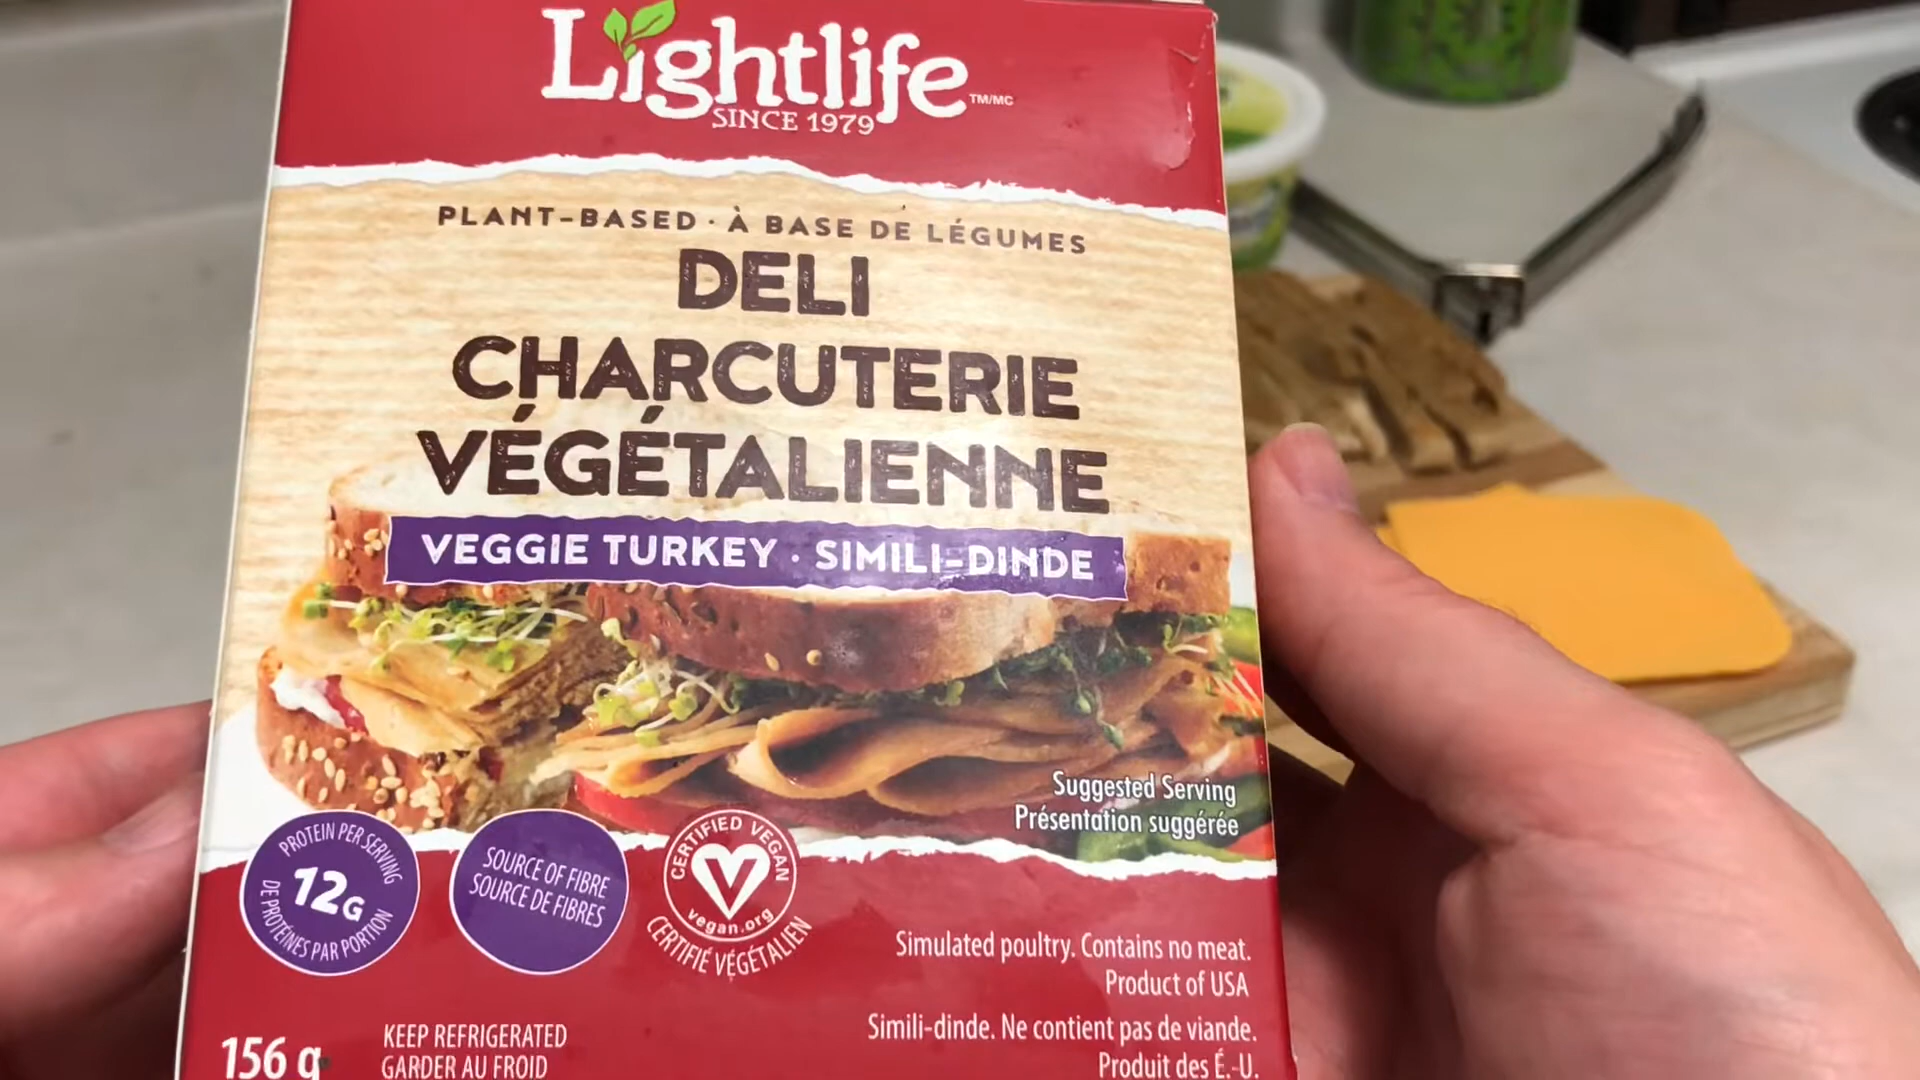 Lightlife TM/MC
SINCE 1979
PLANT-BASED · À BASE DE LÉGUMES
DELI
CHARCUTERIE
VÉGÉTALIENNE
VEGGIE TURKEY · SIMILI-DINDE
Suggested Serving
Présentation suggérée
PROTEIN PER SERVING
12G
DE PROTÉINES PAR PORTION
SOURCE OF FIBRE
SOURCE DE FIBRES
CERTIFIED VEGAN
V
vegan.org
CERTIFIÉ VÉGÉTALIEN
Simulated poultry. Contains no meat.
Product of USA
Simili-dinde. Ne contient pas de viande.
Produit des É.-U.
156 g
KEEP REFRIGERATED
GARDER AU FROID